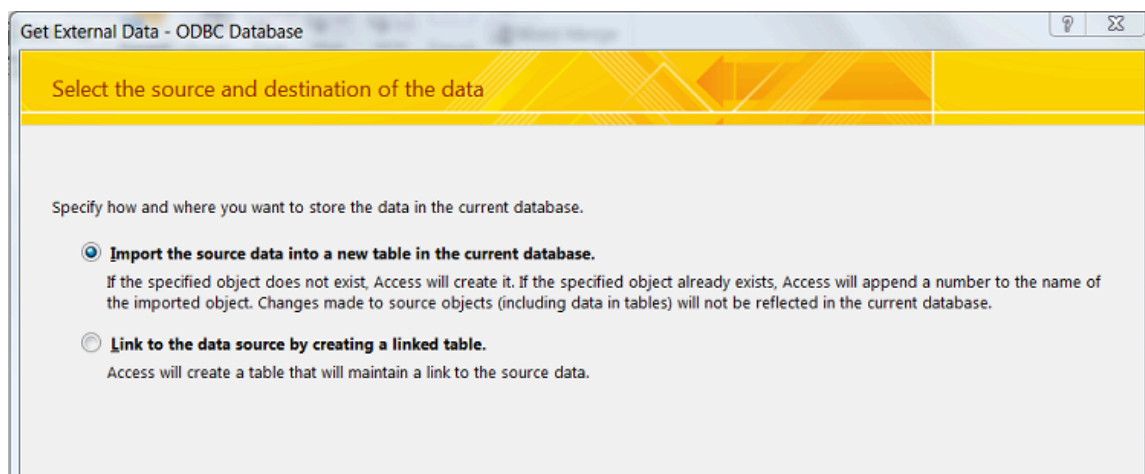 Get External Data - ODBC Database
Select the source and destination of the data
Specify how and where you want to store the data in the current database.
Import the source data into a new table in the current database.
If the specified object does not exist, Access will create it. If the specified object already exists, Access will append a number to the name of
the imported object. Changes made to source objects (including data in tables) will not be reflected in the current database.
Link to the data source by creating a linked table.
Access will create a table that will maintain a link to the source data.